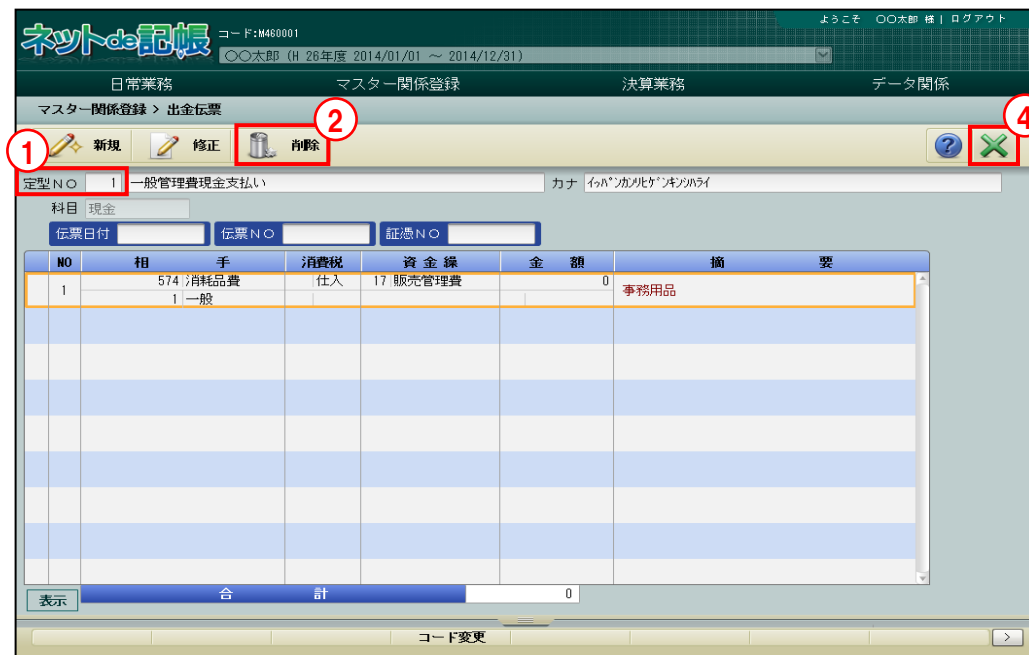 ようこそ 〇〇太郎 様 | ログアウト
ネットde記帳 コード:M460001
〇〇太郎 (H 26年度 2014/01/01 ～ 2014/12/31)
日常業務 マスター関係登録 決算業務 データ関係
マスター関係登録 > 出金伝票
① 新規 修正 ② 削除 ? ④
定型NO 1 一般管理費現金支払い カナ ｲｯﾊﾟﾝｶﾝﾘﾋｹﾞﾝｷﾝｼﾊﾗｲ
科目 現金
伝票日付 伝票NO 証憑NO
NO 相 手 消費税 資金繰 金 額 摘 要
1 574 消耗品費 仕入 17 販売管理費 0 事務用品
1 一般
表示 合 計 0
コード変更 >